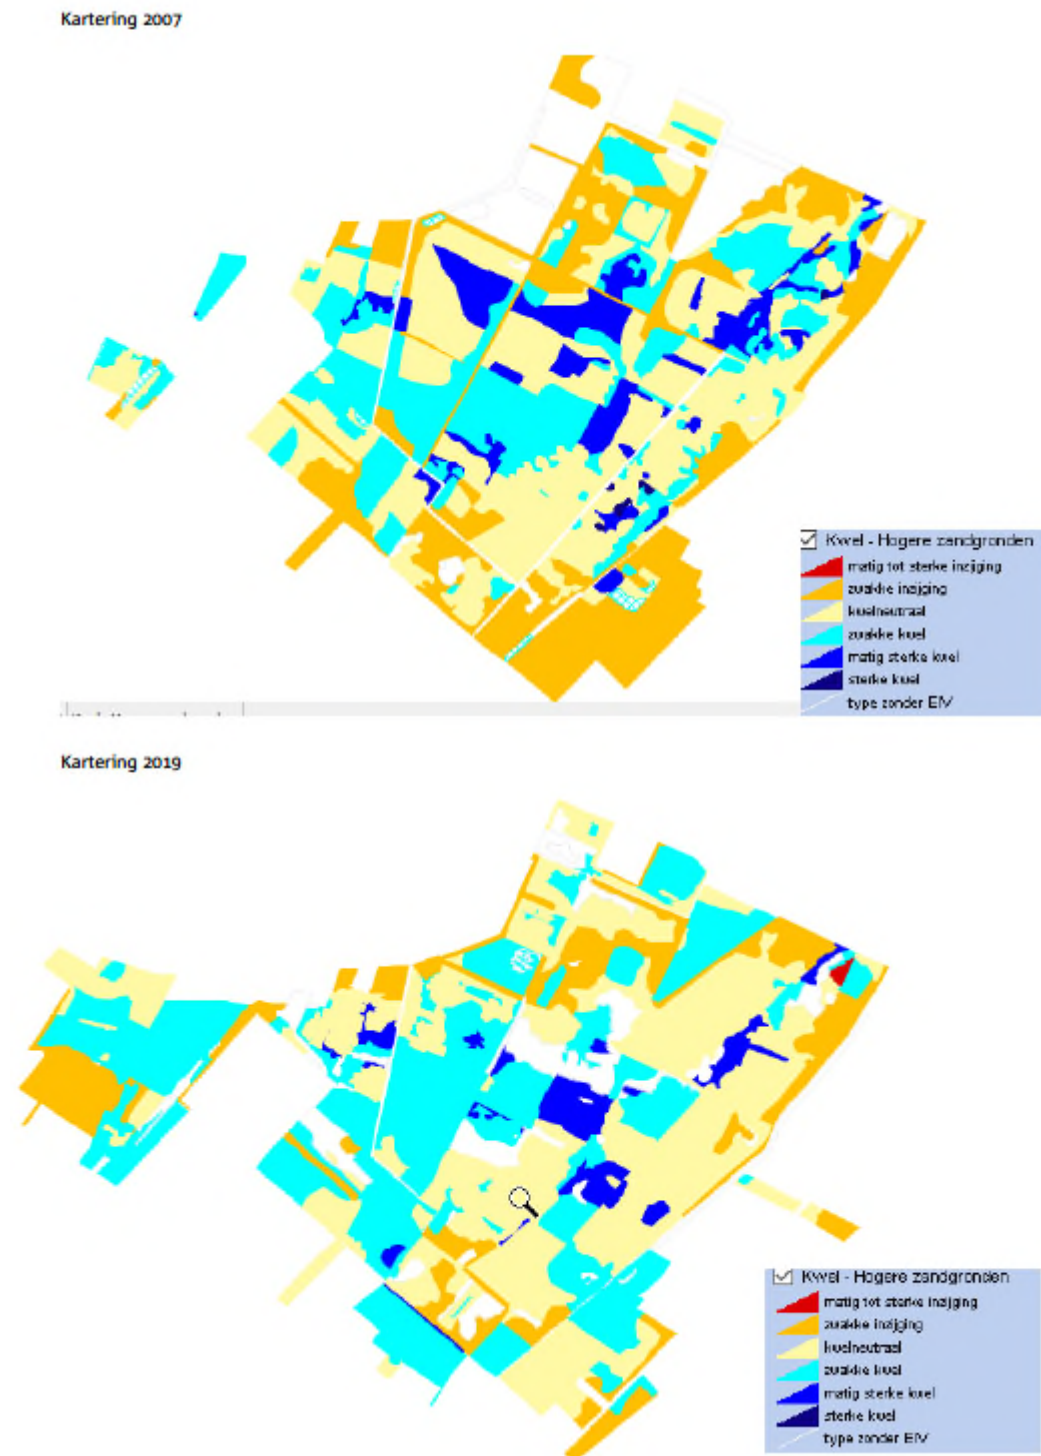 Kartering 2007
Kwel - Hogere zandgronden
matig tot sterke inzijging
zwakke inzijging
kwelneutraal
zwakke kwel
matig sterke kwel
sterke kwel
type zonder EIV
Kartering 2019
Kwel - Hogere zandgronden
matig tot sterke inzijging
zwakke inzijging
kwelneutraal
zwakke kwel
matig sterke kwel
sterke kwel
type zonder EIV